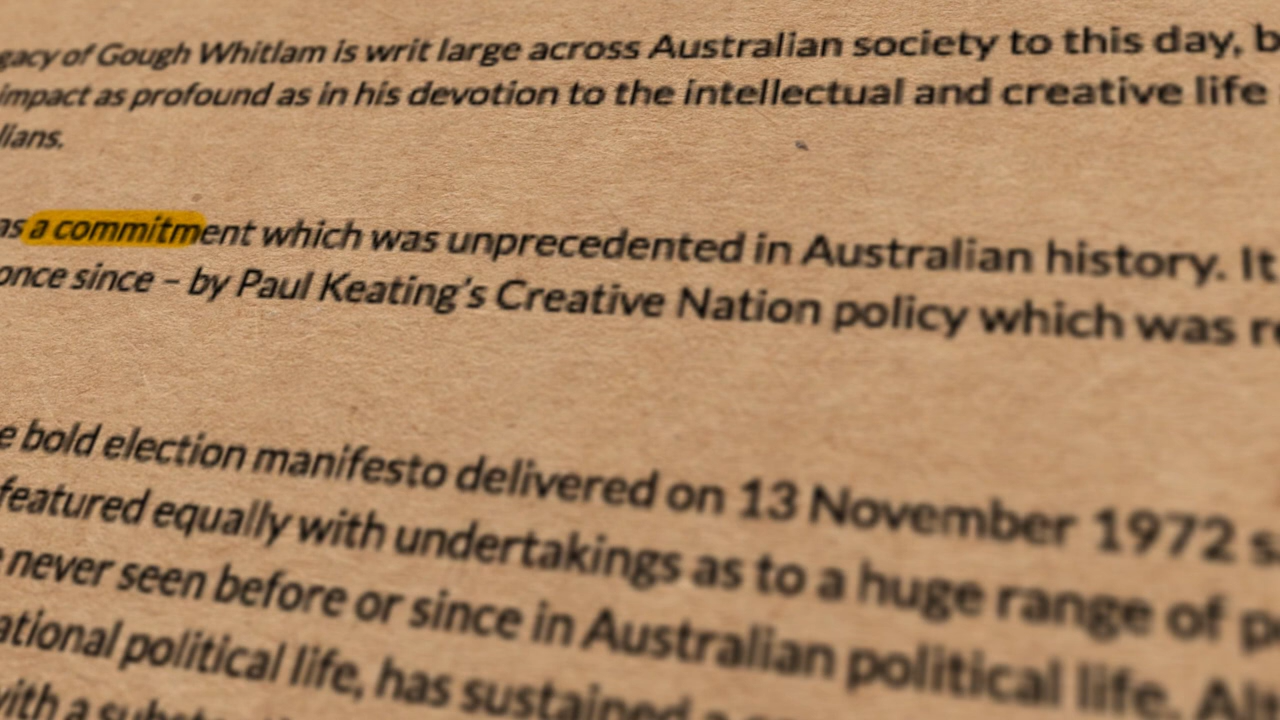 gacy of Gough Whitlam is writ large across Australian society to this day, b
impact as profound as in his devotion to the intellectual and creative life
lians.
as a commitment which was unprecedented in Australian history. It
once since – by Paul Keating's Creative Nation policy which was re
e bold election manifesto delivered on 13 November 1972 s
featured equally with undertakings as to a huge range of p
never seen before or since in Australian political life. Alt
ational political life, has sustained a
with a